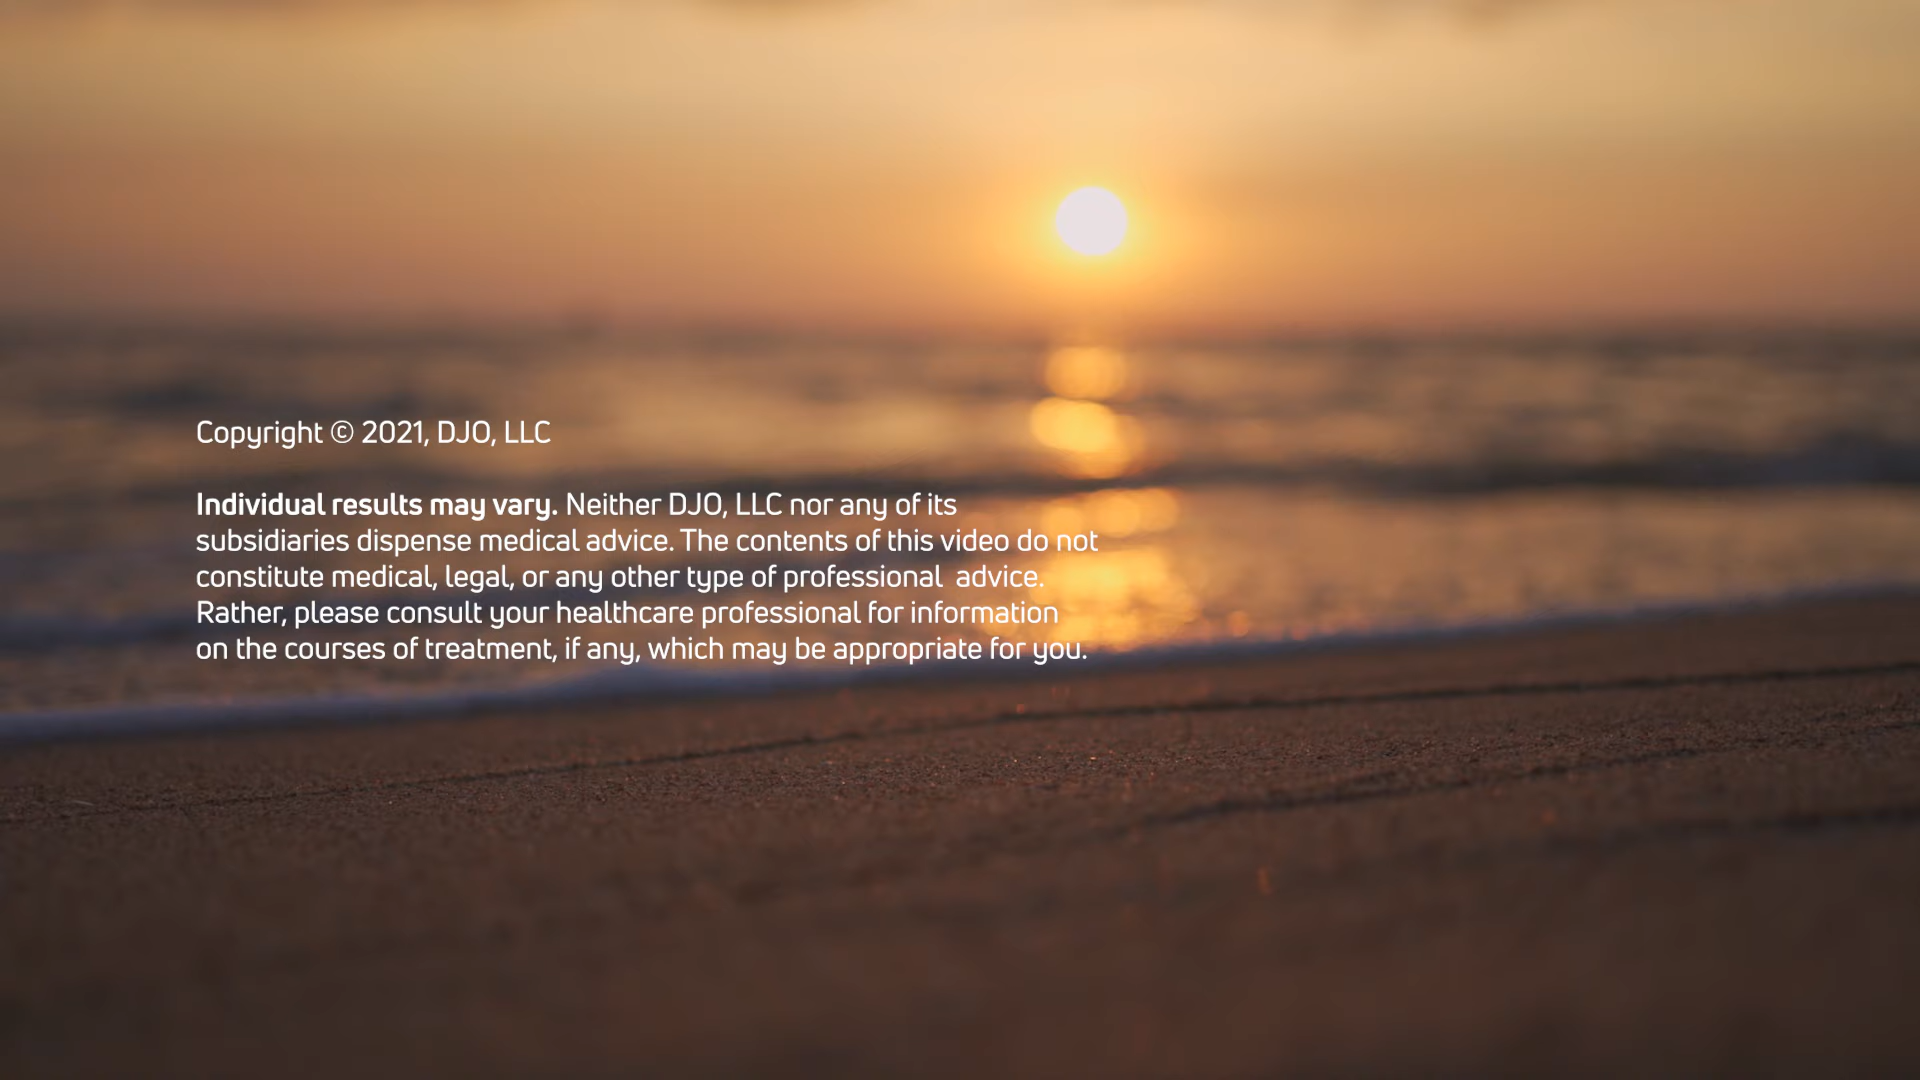 Copyright © 2021, DJO, LLC
Individual results may vary. Neither DJO, LLC nor any of its
subsidiaries dispense medical advice. The contents of this video do not
constitute medical, legal, or any other type of professional  advice.
Rather, please consult your healthcare professional for information
on the courses of treatment, if any, which may be appropriate for you.